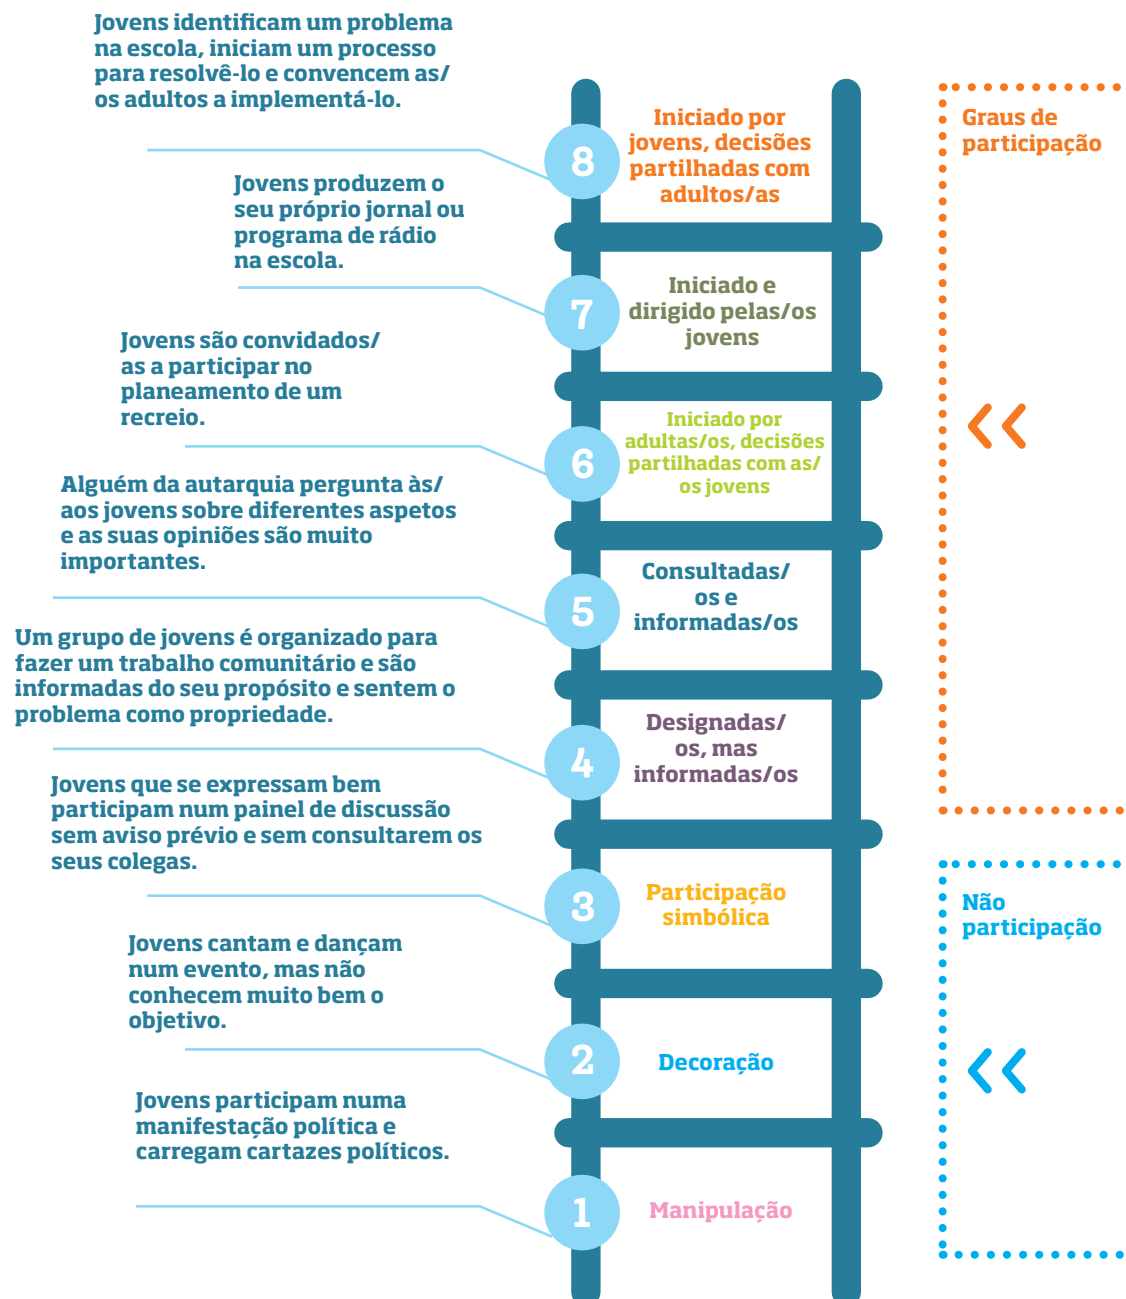 Jovens identificam um problema
na escola, iniciam um processo
para resolvê-lo e convencem as/
os adultos a implementá-lo.
8
Iniciado por
jovens, decisões
partilhadas com
adultos/as
Graus de
participação
Jovens produzem o
seu próprio jornal ou
programa de rádio
na escola.
7
Iniciado e
dirigido pelas/os
jovens
Jovens são convidados/
as a participar no
planeamento de um
recreio.
6
Iniciado por
adultas/os, decisões
partilhadas com as/
os jovens
Alguém da autarquia pergunta às/
aos jovens sobre diferentes aspetos
e as suas opiniões são muito
importantes.
5
Consultadas/
os e
informadas/os
Um grupo de jovens é organizado para
fazer um trabalho comunitário e são
informadas do seu propósito e sentem o
problema como propriedade.
4
Designadas/
os, mas
informadas/os
Jovens que se expressam bem
participam num painel de discussão
sem aviso prévio e sem consultarem os
seus colegas.
3
Participação
simbólica
Não
participação
Jovens cantam e dançam
num evento, mas não
conhecem muito bem o
objetivo.
2
Decoração
Jovens participam numa
manifestação política e
carregam cartazes políticos.
1
Manipulação